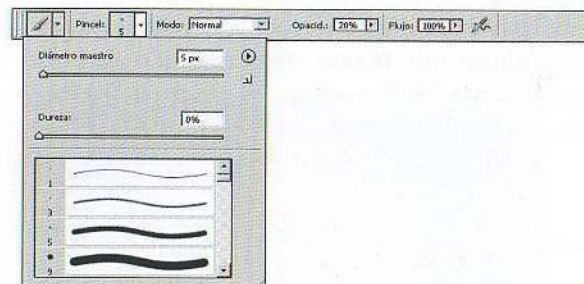 Pincel: 5 Modo: Normal Opacid.: 20% Flujo: 100%
Diámetro maestro 5 px
Dureza: 0%
1
3
5
9